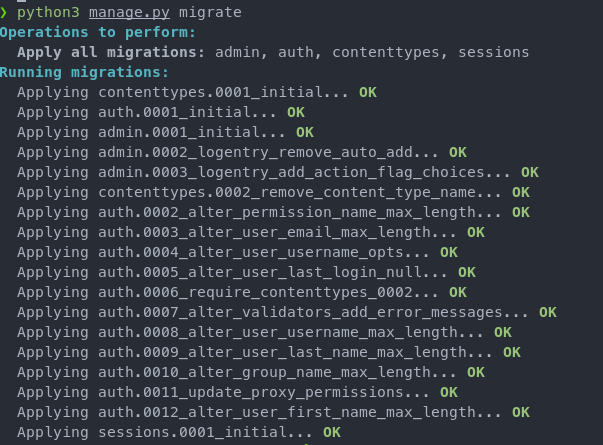 ❯ python3 manage.py migrate
Operations to perform:
  Apply all migrations: admin, auth, contenttypes, sessions
Running migrations:
  Applying contenttypes.0001_initial... OK
  Applying auth.0001_initial... OK
  Applying admin.0001_initial... OK
  Applying admin.0002_logentry_remove_auto_add... OK
  Applying admin.0003_logentry_add_action_flag_choices... OK
  Applying contenttypes.0002_remove_content_type_name... OK
  Applying auth.0002_alter_permission_name_max_length... OK
  Applying auth.0003_alter_user_email_max_length... OK
  Applying auth.0004_alter_user_username_opts... OK
  Applying auth.0005_alter_user_last_login_null... OK
  Applying auth.0006_require_contenttypes_0002... OK
  Applying auth.0007_alter_validators_add_error_messages... OK
  Applying auth.0008_alter_user_username_max_length... OK
  Applying auth.0009_alter_user_last_name_max_length... OK
  Applying auth.0010_alter_group_name_max_length... OK
  Applying auth.0011_update_proxy_permissions... OK
  Applying auth.0012_alter_user_first_name_max_length... OK
  Applying sessions.0001_initial... OK